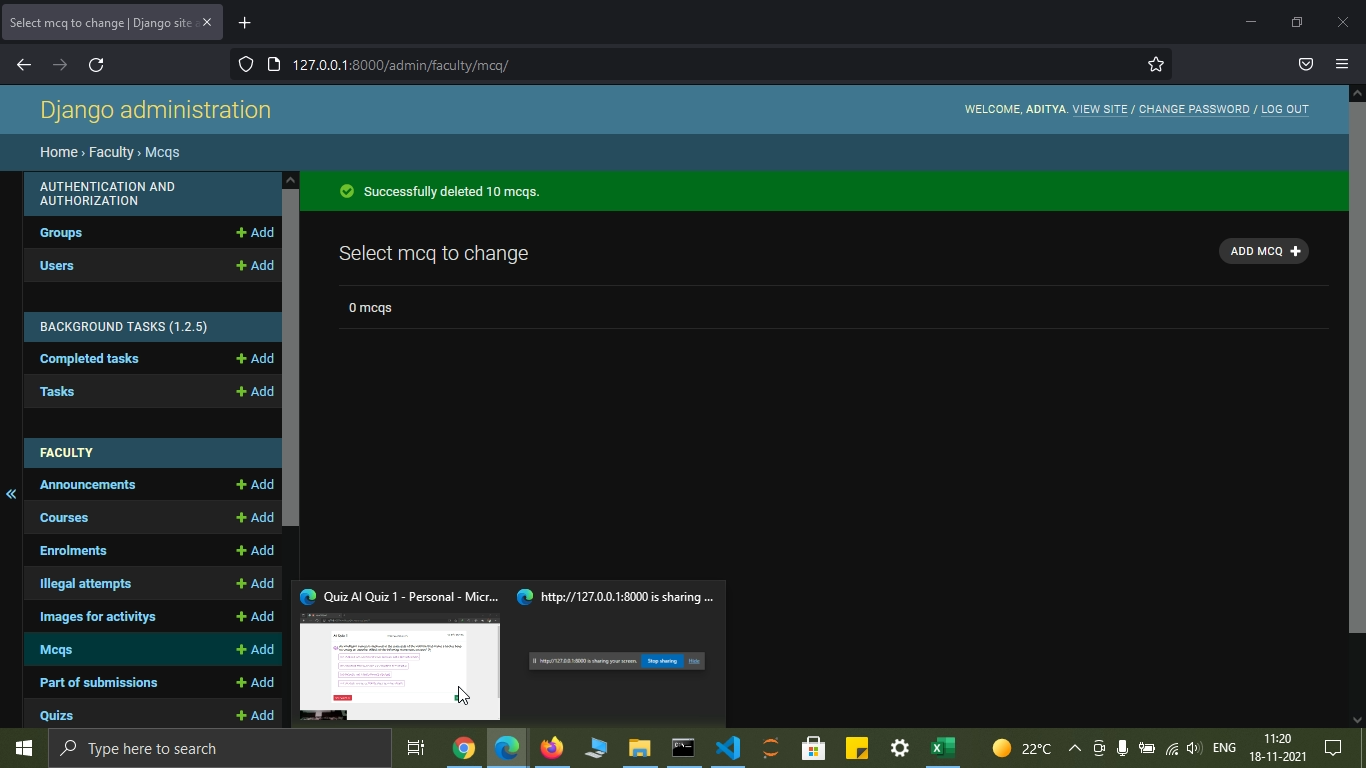 Select mcq to change | Django site a
127.0.0.1:8000/admin/faculty/mcq/
Django administration
WELCOME, ADITYA. VIEW SITE / CHANGE PASSWORD / LOG OUT
Home › Faculty › Mcqs
AUTHENTICATION AND
AUTHORIZATION
Groups + Add
Users + Add
BACKGROUND TASKS (1.2.5)
Completed tasks + Add
Tasks + Add
FACULTY
Announcements + Add
Courses + Add
Enrolments + Add
Illegal attempts + Add
Images for activitys + Add
Mcqs + Add
Part of submissions + Add
Quizs + Add
«
Successfully deleted 10 mcqs.
Select mcq to change
ADD MCQ +
0 mcqs
Quiz AI Quiz 1 - Personal - Micr...
http://127.0.0.1:8000 is sharing ...
AI Quiz 1
http://127.0.0.1:8000 is sharing your screen. Stop sharing Hide
Type here to search
22°C
ENG
11:20
18-11-2021